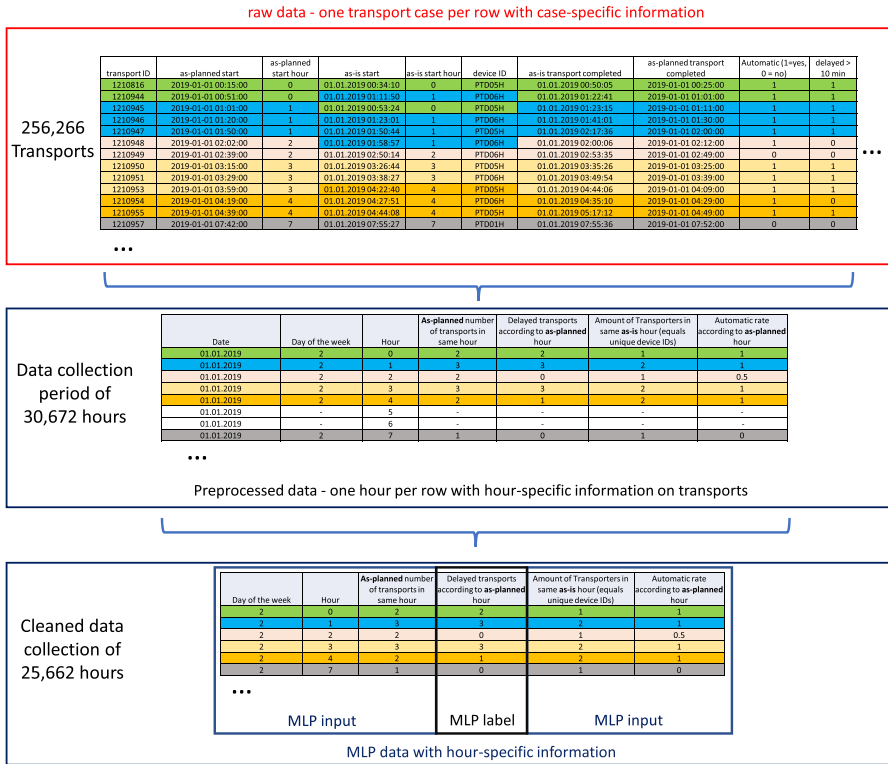 raw data - one transport case per row with case-specific information
256,266
Transports
transport ID as-planned start as-planned start hour as-is start as-is start hour device ID as-is transport completed as-planned transport completed Automatic (1=yes, 0 = no) delayed > 10 min
1210816 2019-01-01 00:15:00 0 01.01.2019 00:34:10 0 PTD05H 01.01.2019 00:50:05 2019-01-01 00:25:00 1 1
1210944 2019-01-01 00:51:00 0 01.01.2019 01:11:50 1 PTD06H 01.01.2019 01:22:41 2019-01-01 01:01:00 1 1
1210945 2019-01-01 01:01:00 1 01.01.2019 00:53:24 0 PTD05H 01.01.2019 01:23:15 2019-01-01 01:11:00 1 1
1210946 2019-01-01 01:20:00 1 01.01.2019 01:23:01 1 PTD06H 01.01.2019 01:41:01 2019-01-01 01:30:00 1 1
1210947 2019-01-01 01:50:00 1 01.01.2019 01:50:44 1 PTD05H 01.01.2019 02:17:36 2019-01-01 02:00:00 1 1
1210948 2019-01-01 02:02:00 2 01.01.2019 01:58:57 1 PTD06H 01.01.2019 02:00:06 2019-01-01 02:12:00 1 0
1210949 2019-01-01 02:39:00 2 01.01.2019 02:50:14 2 PTD06H 01.01.2019 02:53:35 2019-01-01 02:49:00 0 0
1210950 2019-01-01 03:15:00 3 01.01.2019 03:26:44 3 PTD05H 01.01.2019 03:35:26 2019-01-01 03:25:00 1 1
1210951 2019-01-01 03:29:00 3 01.01.2019 03:38:27 3 PTD06H 01.01.2019 03:49:54 2019-01-01 03:39:00 1 1
1210953 2019-01-01 03:59:00 3 01.01.2019 04:22:40 4 PTD05H 01.01.2019 04:44:06 2019-01-01 04:09:00 1 1
1210954 2019-01-01 04:19:00 4 01.01.2019 04:27:51 4 PTD06H 01.01.2019 04:35:10 2019-01-01 04:29:00 1 0
1210955 2019-01-01 04:39:00 4 01.01.2019 04:44:08 4 PTD05H 01.01.2019 05:17:12 2019-01-01 04:49:00 1 1
1210957 2019-01-01 07:42:00 7 01.01.2019 07:55:27 7 PTD01H 01.01.2019 07:55:36 2019-01-01 07:52:00 0 0
...
...
Data collection
period of
30,672 hours
Date Day of the week Hour As-planned number of transports in same hour Delayed transports according to as-planned hour Amount of Transporters in same as-is hour (equals unique device IDs) Automatic rate according to as-planned hour
01.01.2019 2 0 2 2 1 1
01.01.2019 2 1 3 3 2 1
01.01.2019 2 2 2 0 1 0.5
01.01.2019 2 3 3 3 2 1
01.01.2019 2 4 2 1 2 1
01.01.2019 - 5 - - - -
01.01.2019 - 6 - - - -
01.01.2019 2 7 1 0 1 0
...
Preprocessed data - one hour per row with hour-specific information on transports
Cleaned data
collection of
25,662 hours
Day of the week Hour As-planned number of transports in same hour Delayed transports according to as-planned hour Amount of Transporters in same as-is hour (equals unique device IDs) Automatic rate according to as-planned hour
2 0 2 2 1 1
2 1 3 3 2 1
2 2 2 0 1 0.5
2 3 3 3 2 1
2 4 2 1 2 1
2 7 1 0 1 0
...
MLP input MLP label MLP input
MLP data with hour-specific information